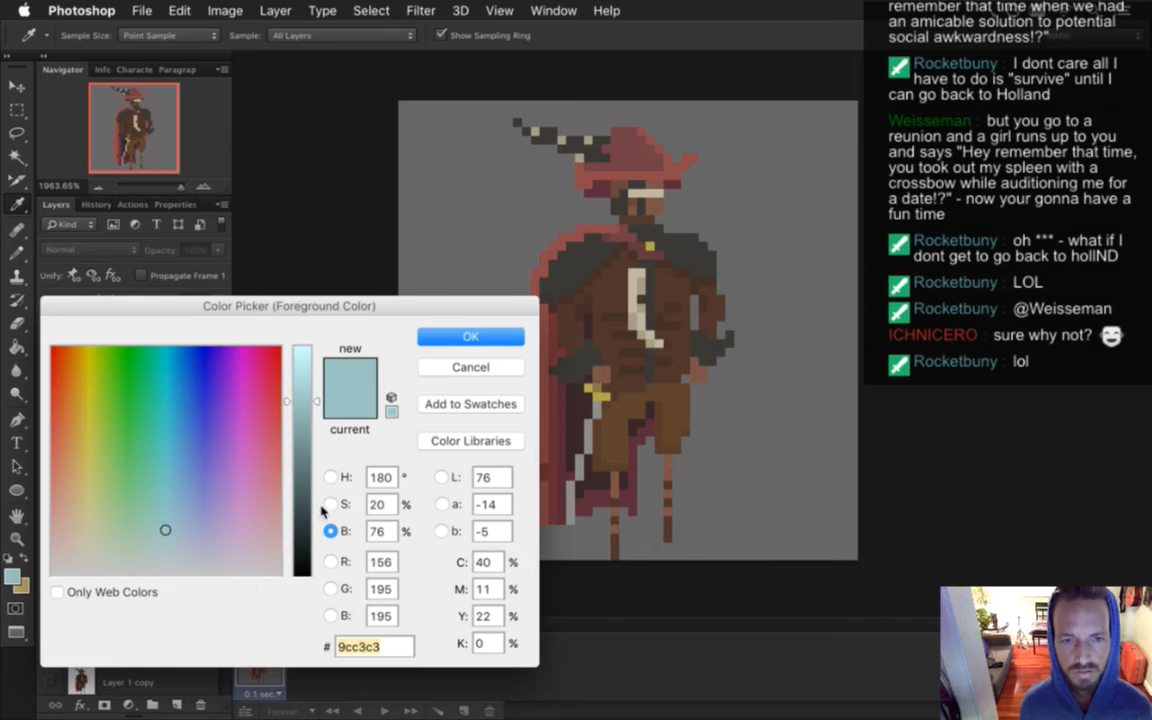 Photoshop File Edit Image Layer Type Select Filter 3D View Window Help
Sample Size: Point Sample Sample: All Layers Show Sampling Ring
Navigator Info Characte Paragrap
1963.65%
Layers History Actions Properties
Kind
Normal Opacity: 100%
Unify: Propagate Frame 1
Color Picker (Foreground Color)
new
current
OK
Cancel
Add to Swatches
Color Libraries
H: 180 ° L: 76
S: 20 % a: -14
B: 76 % b: -5
R: 156 C: 40 %
G: 195 M: 11 %
B: 195 Y: 22 %
# 9cc3c3 K: 0 %
Only Web Colors
Layer 1 copy
0.1 sec.
Forever
remember that time when we had
an amicable solution to potential
social awkwardness!?"
Rocketbuny : I dont care all I
have to do is "survive" until I
can go back to Holland
Weisseman : but you go to a
reunion and a girl runs up to you
and says "Hey remember that time,
you took out my spleen with a
crossbow while auditioning me for
a date!?" - now your gonna have a
fun time
Rocketbuny : oh *** - what if I
dont get to go back to hollND
Rocketbuny : LOL
Rocketbuny : @Weisseman
ICHNICERO : sure why not?
Rocketbuny : lol